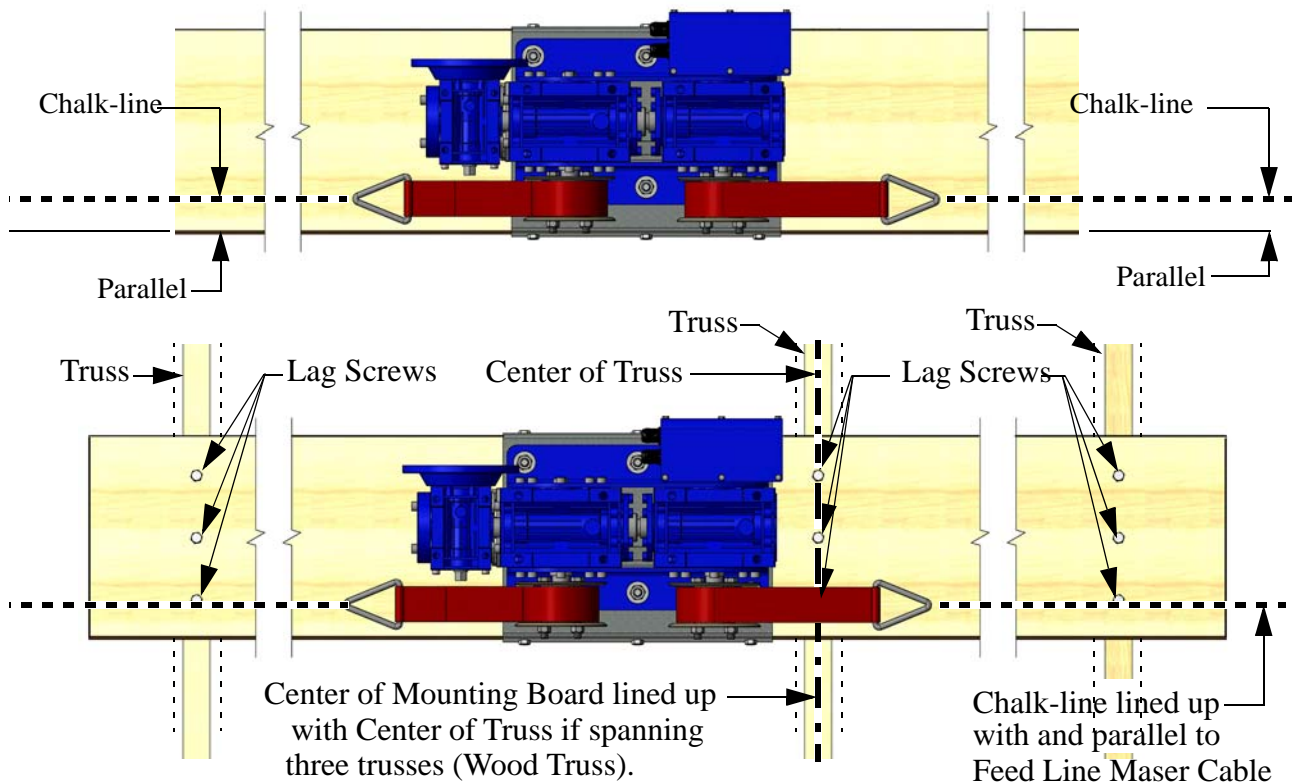 Chalk-line
Chalk-line
Parallel
Parallel
Truss
Truss
Truss
Lag Screws
Center of Truss
Lag Screws
Center of Mounting Board lined up
with Center of Truss if spanning
three trusses (Wood Truss).
Chalk-line lined up
with and parallel to
Feed Line Maser Cable